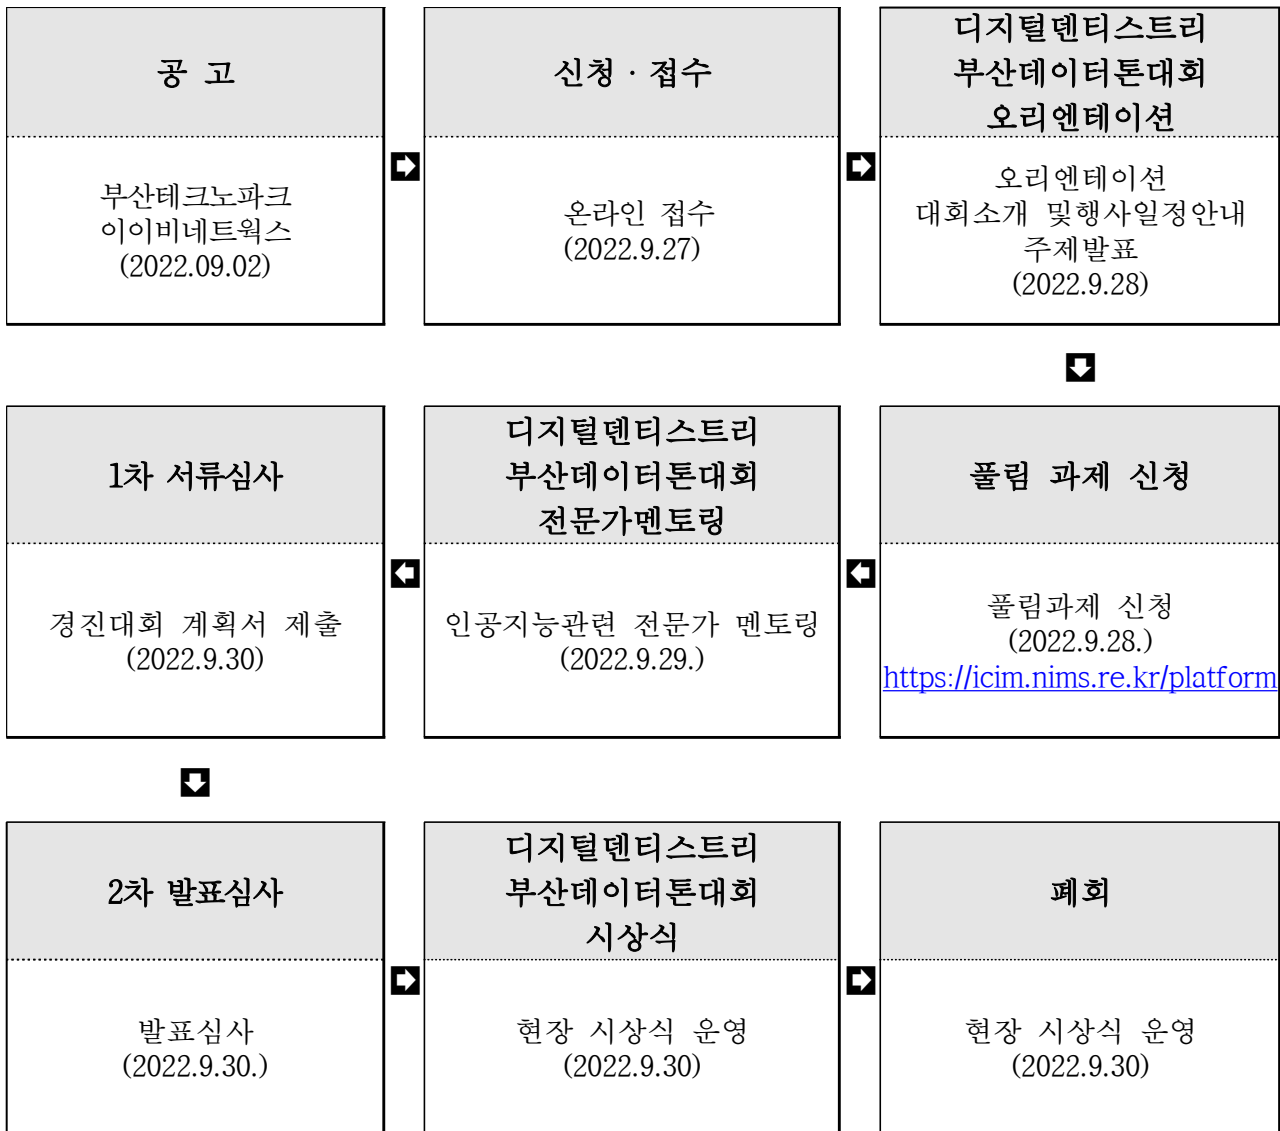 공 고
부산테크노파크
이이비네트웍스
(2022.09.02)
신청·접수
온라인 접수
(2022.9.27)
디지털덴티스트리
부산데이터톤대회
오리엔테이션
오리엔테이션
대회소개 및행사일정안내
주제발표
(2022.9.28)
풀림 과제 신청
풀림과제 신청
(2022.9.28.)
https://icim.nims.re.kr/platform
디지털덴티스트리
부산데이터톤대회
전문가멘토링
인공지능관련 전문가 멘토링
(2022.9.29.)
1차 서류심사
경진대회 계획서 제출
(2022.9.30)
2차 발표심사
발표심사
(2022.9.30.)
디지털덴티스트리
부산데이터톤대회
시상식
현장 시상식 운영
(2022.9.30)
폐회
현장 시상식 운영
(2022.9.30)